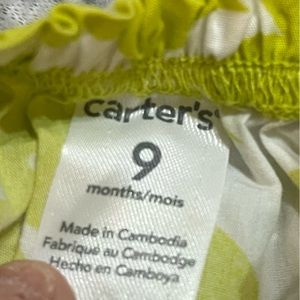 carter's
9
months/mois
Made in Cambodia
Fabriqué au Cambodge
Hecho en Camboya